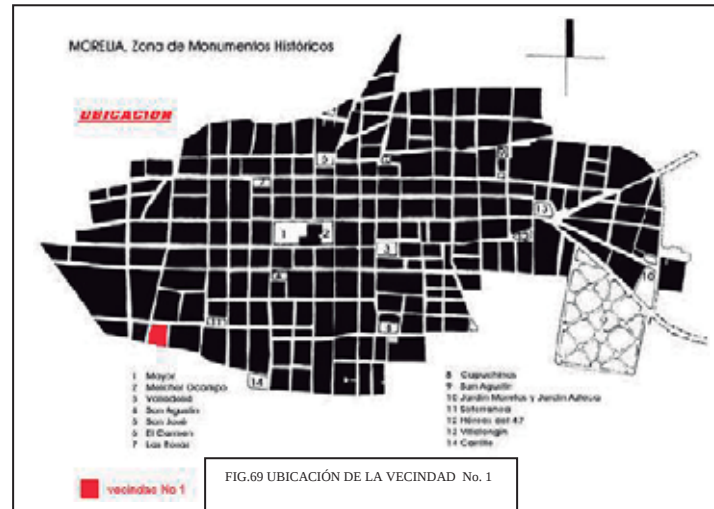 MORELIA, Zona de Monumentos Históricos
UBICACION
1 Mayor
2 Melchor Ocampo
3 Valladolid
4 San Agustín
5 San José
6 El Carmen
7 Las Rosas
8 Capuchinas
9 San Agustín
10 Jardín Morelos y Jardín Azteca
11 Soterranea
12 Héroes del 47
13 Villalongín
14 Carrillo
vecindad No 1
FIG.69 UBICACIÓN DE LA VECINDAD No. 1